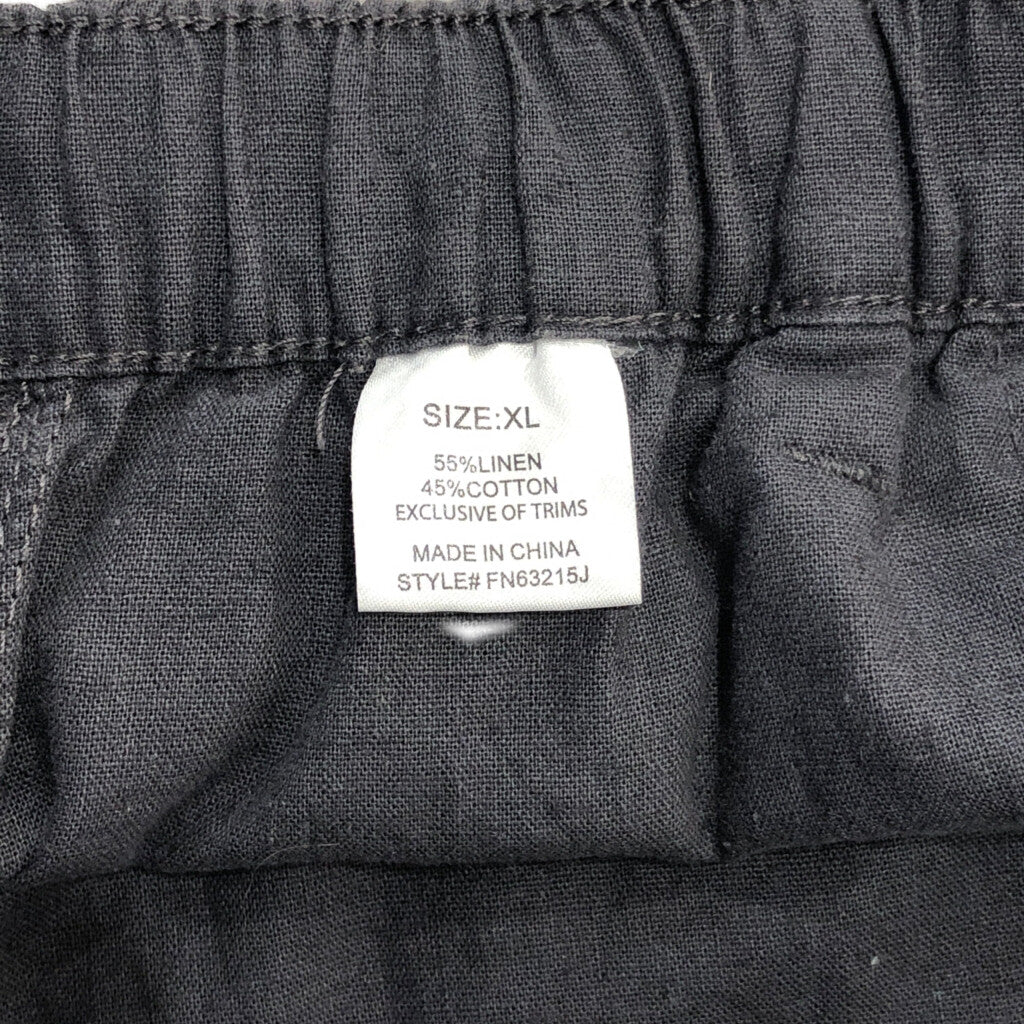 SIZE:XL
55%LINEN
45%COTTON
EXCLUSIVE OF TRIMS
MADE IN CHINA
STYLE# FN63215J